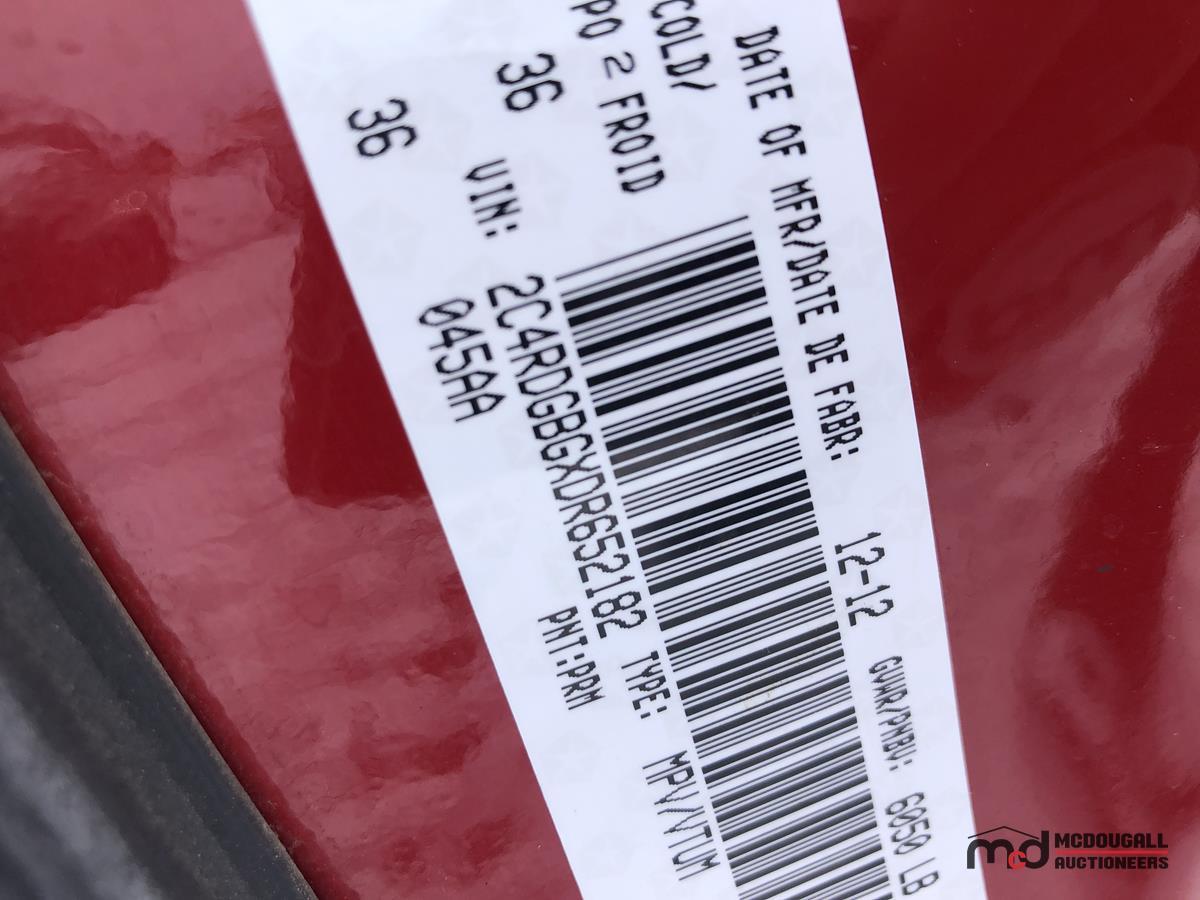 DATE OF MFR/DATE DE FABR: 12-12 GVWR/PNBV: 6050 LB
COLD/
PO 2 FROID
36 VIN: 2C4RDGBGXDR652182 TYPE: MPV/VTUM
36 045AA PNT:PRM
mcd MCDOUGALL
AUCTIONEERS